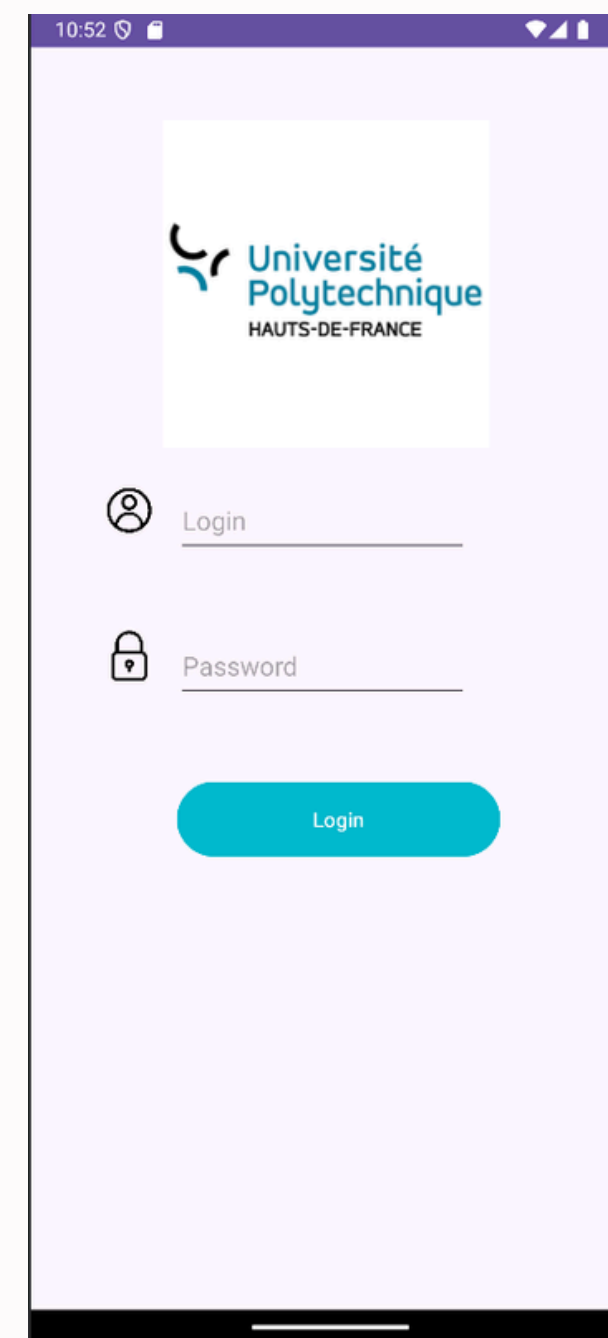 10:52
Université
Polytechnique
HAUTS-DE-FRANCE
Login
Password
Login